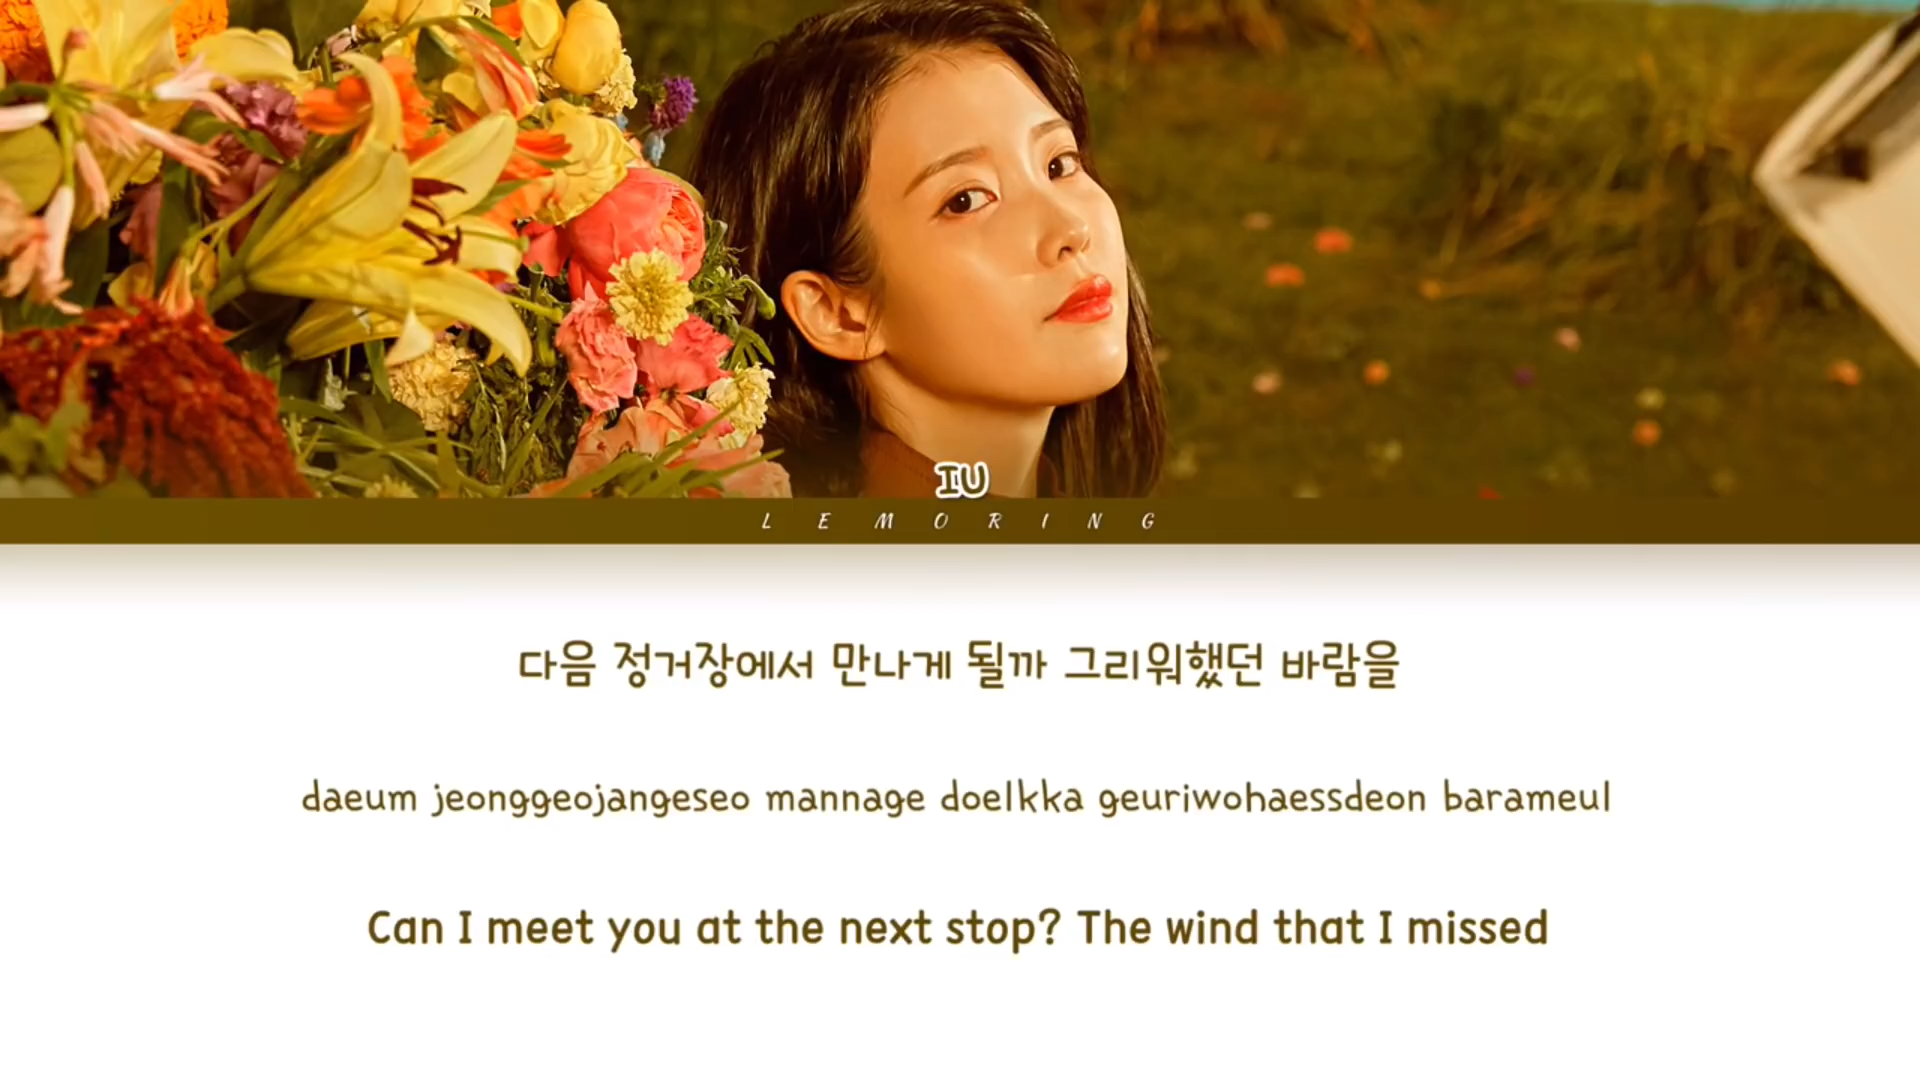 IU
LEMORING
다음 정거장에서 만나게 될까 그리워했던 바람을
daeum jeonggeojangeseo mannage doelkka geuriwohaessdeon barameul
Can I meet you at the next stop? The wind that I missed